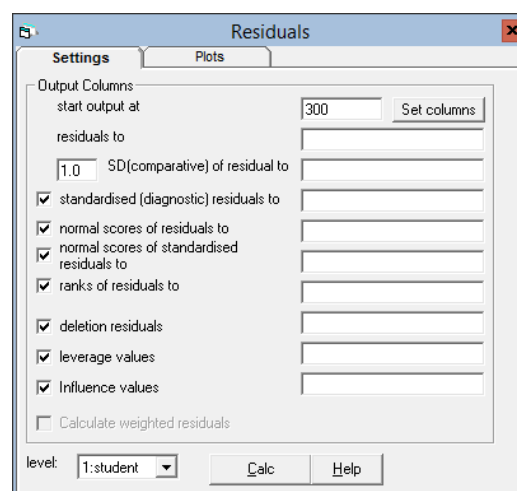 Residuals
Settings Plots
Output Columns
start output at 300 Set columns
residuals to
1.0 SD(comparative) of residual to
standardised (diagnostic) residuals to
normal scores of residuals to
normal scores of standardised
residuals to
ranks of residuals to
deletion residuals
leverage values
Influence values
Calculate weighted residuals
level: 1:student Calc Help